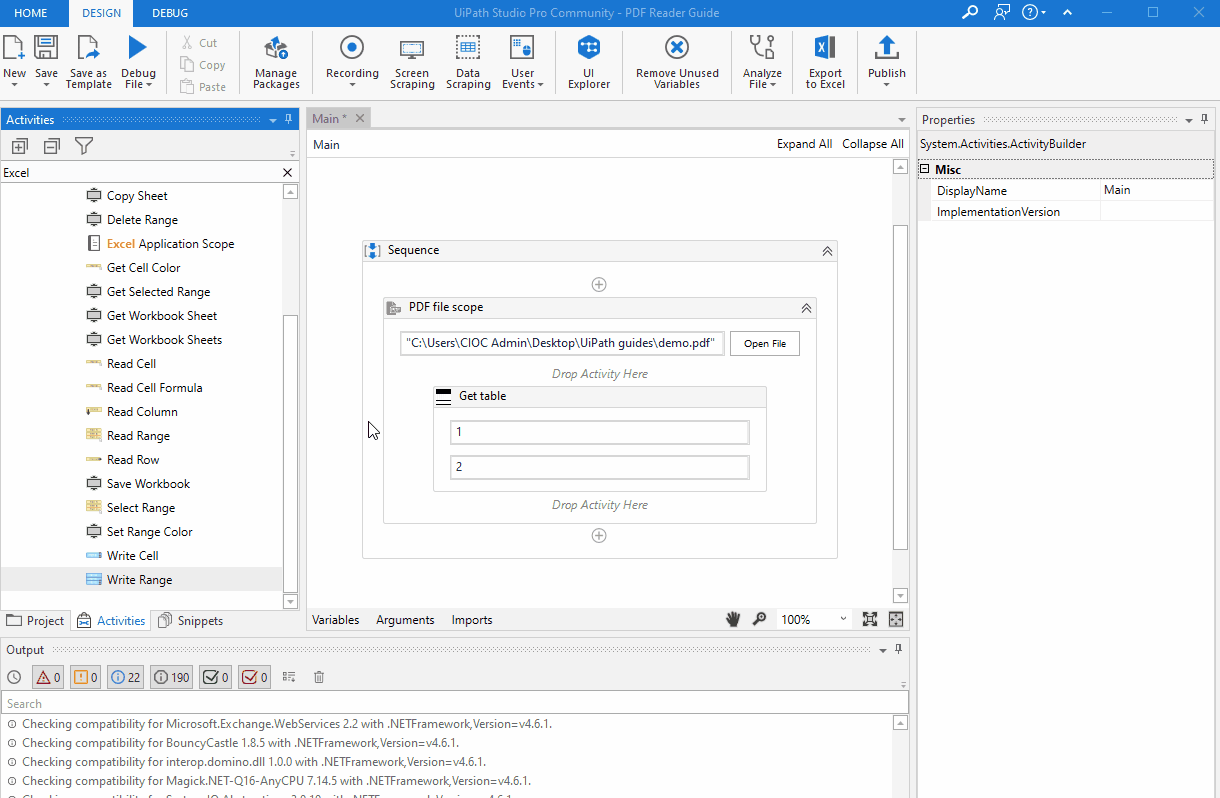 HOME DESIGN DEBUG UiPath Studio Pro Community - PDF Reader Guide
New Save Save as Template Debug File Cut Copy Paste Manage Packages Recording Screen Scraping Data Scraping User Events UI Explorer Remove Unused Variables Analyze File Export to Excel Publish
Activities
Excel
Copy Sheet
Delete Range
Excel Application Scope
Get Cell Color
Get Selected Range
Get Workbook Sheet
Get Workbook Sheets
Read Cell
Read Cell Formula
Read Column
Read Range
Read Row
Save Workbook
Select Range
Set Range Color
Write Cell
Write Range
Project Activities Snippets
Main *
Main Expand All Collapse All
Sequence
PDF file scope
"C:\Users\CIOC Admin\Desktop\UiPath guides\demo.pdf" Open File
Drop Activity Here
Get table
1
2
Drop Activity Here
Variables Arguments Imports 100%
Properties
System.Activities.ActivityBuilder
Misc
DisplayName Main
ImplementationVersion
Output
0 0 22 190 0 0
Search
Checking compatibility for Microsoft.Exchange.WebServices 2.2 with .NETFramework,Version=v4.6.1.
Checking compatibility for BouncyCastle 1.8.5 with .NETFramework,Version=v4.6.1.
Checking compatibility for interop.domino.dll 1.0.0 with .NETFramework,Version=v4.6.1.
Checking compatibility for Magick.NET-Q16-AnyCPU 7.14.5 with .NETFramework,Version=v4.6.1.